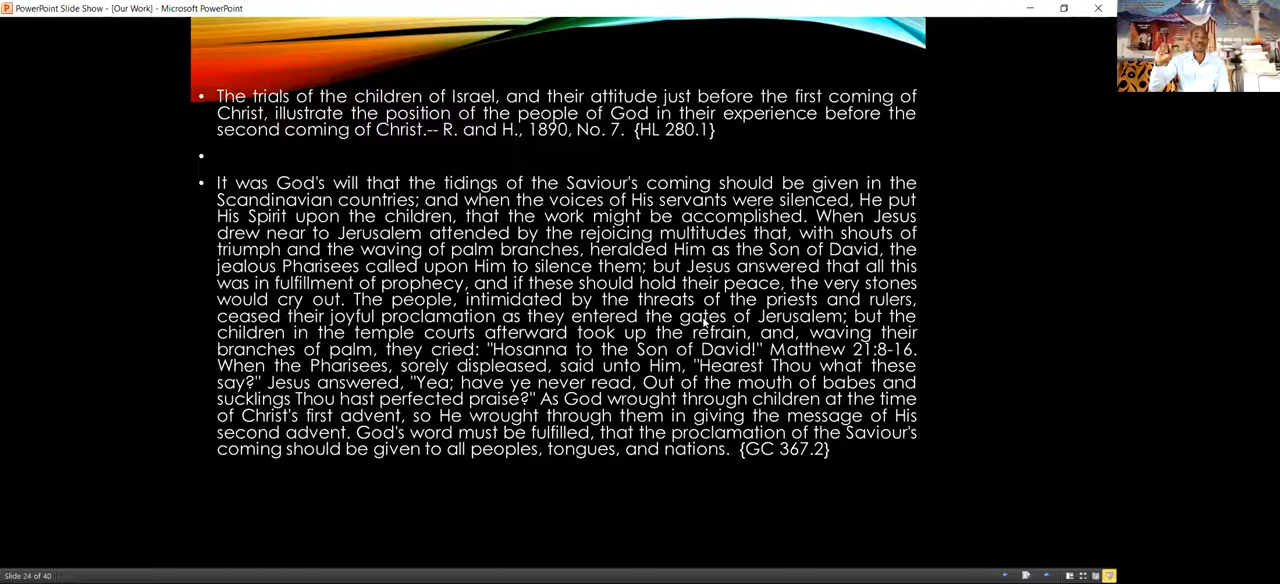 PowerPoint Slide Show - [Our Work] - Microsoft PowerPoint
• The trials of the children of Israel, and their attitude just before the first coming of
Christ, illustrate the position of the people of God in their experience before the
second coming of Christ.-- R. and H., 1890, No. 7. {HL 280.1}
•
• It was God's will that the tidings of the Saviour's coming should be given in the
Scandinavian countries; and when the voices of His servants were silenced, He put
His Spirit upon the children, that the work might be accomplished. When Jesus
drew near to Jerusalem attended by the rejoicing multitudes that, with shouts of
triumph and the waving of palm branches, heralded Him as the Son of David, the
jealous Pharisees called upon Him to silence them; but Jesus answered that all this
was in fulfillment of prophecy, and if these should hold their peace, the very stones
would cry out. The people, intimidated by the threats of the priests and rulers,
ceased their joyful proclamation as they entered the gates of Jerusalem; but the
children in the temple courts afterward took up the refrain, and, waving their
branches of palm, they cried: "Hosanna to the Son of David!" Matthew 21:8-16.
When the Pharisees, sorely displeased, said unto Him, "Hearest Thou what these
say?" Jesus answered, "Yea; have ye never read, Out of the mouth of babes and
sucklings Thou hast perfected praise?" As God wrought through children at the time
of Christ's first advent, so He wrought through them in giving the message of His
second advent. God's word must be fulfilled, that the proclamation of the Saviour's
coming should be given to all peoples, tongues, and nations. {GC 367.2}
Slide 24 of 40